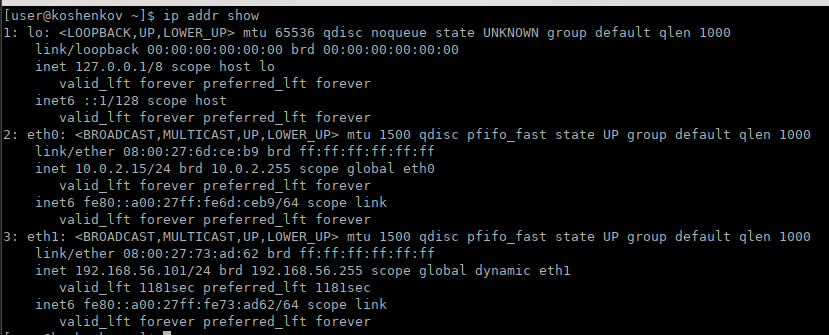 [user@koshenkov ~]$ ip addr show
1: lo: <LOOPBACK,UP,LOWER_UP> mtu 65536 qdisc noqueue state UNKNOWN group default qlen 1000
    link/loopback 00:00:00:00:00:00 brd 00:00:00:00:00:00
    inet 127.0.0.1/8 scope host lo
       valid_lft forever preferred_lft forever
    inet6 ::1/128 scope host
       valid_lft forever preferred_lft forever
2: eth0: <BROADCAST,MULTICAST,UP,LOWER_UP> mtu 1500 qdisc pfifo_fast state UP group default qlen 1000
    link/ether 08:00:27:6d:ce:b9 brd ff:ff:ff:ff:ff:ff
    inet 10.0.2.15/24 brd 10.0.2.255 scope global eth0
       valid_lft forever preferred_lft forever
    inet6 fe80::a00:27ff:fe6d:ceb9/64 scope link
       valid_lft forever preferred_lft forever
3: eth1: <BROADCAST,MULTICAST,UP,LOWER_UP> mtu 1500 qdisc pfifo_fast state UP group default qlen 1000
    link/ether 08:00:27:73:ad:62 brd ff:ff:ff:ff:ff:ff
    inet 192.168.56.101/24 brd 192.168.56.255 scope global dynamic eth1
       valid_lft 1181sec preferred_lft 1181sec
    inet6 fe80::a00:27ff:fe73:ad62/64 scope link
       valid_lft forever preferred_lft forever